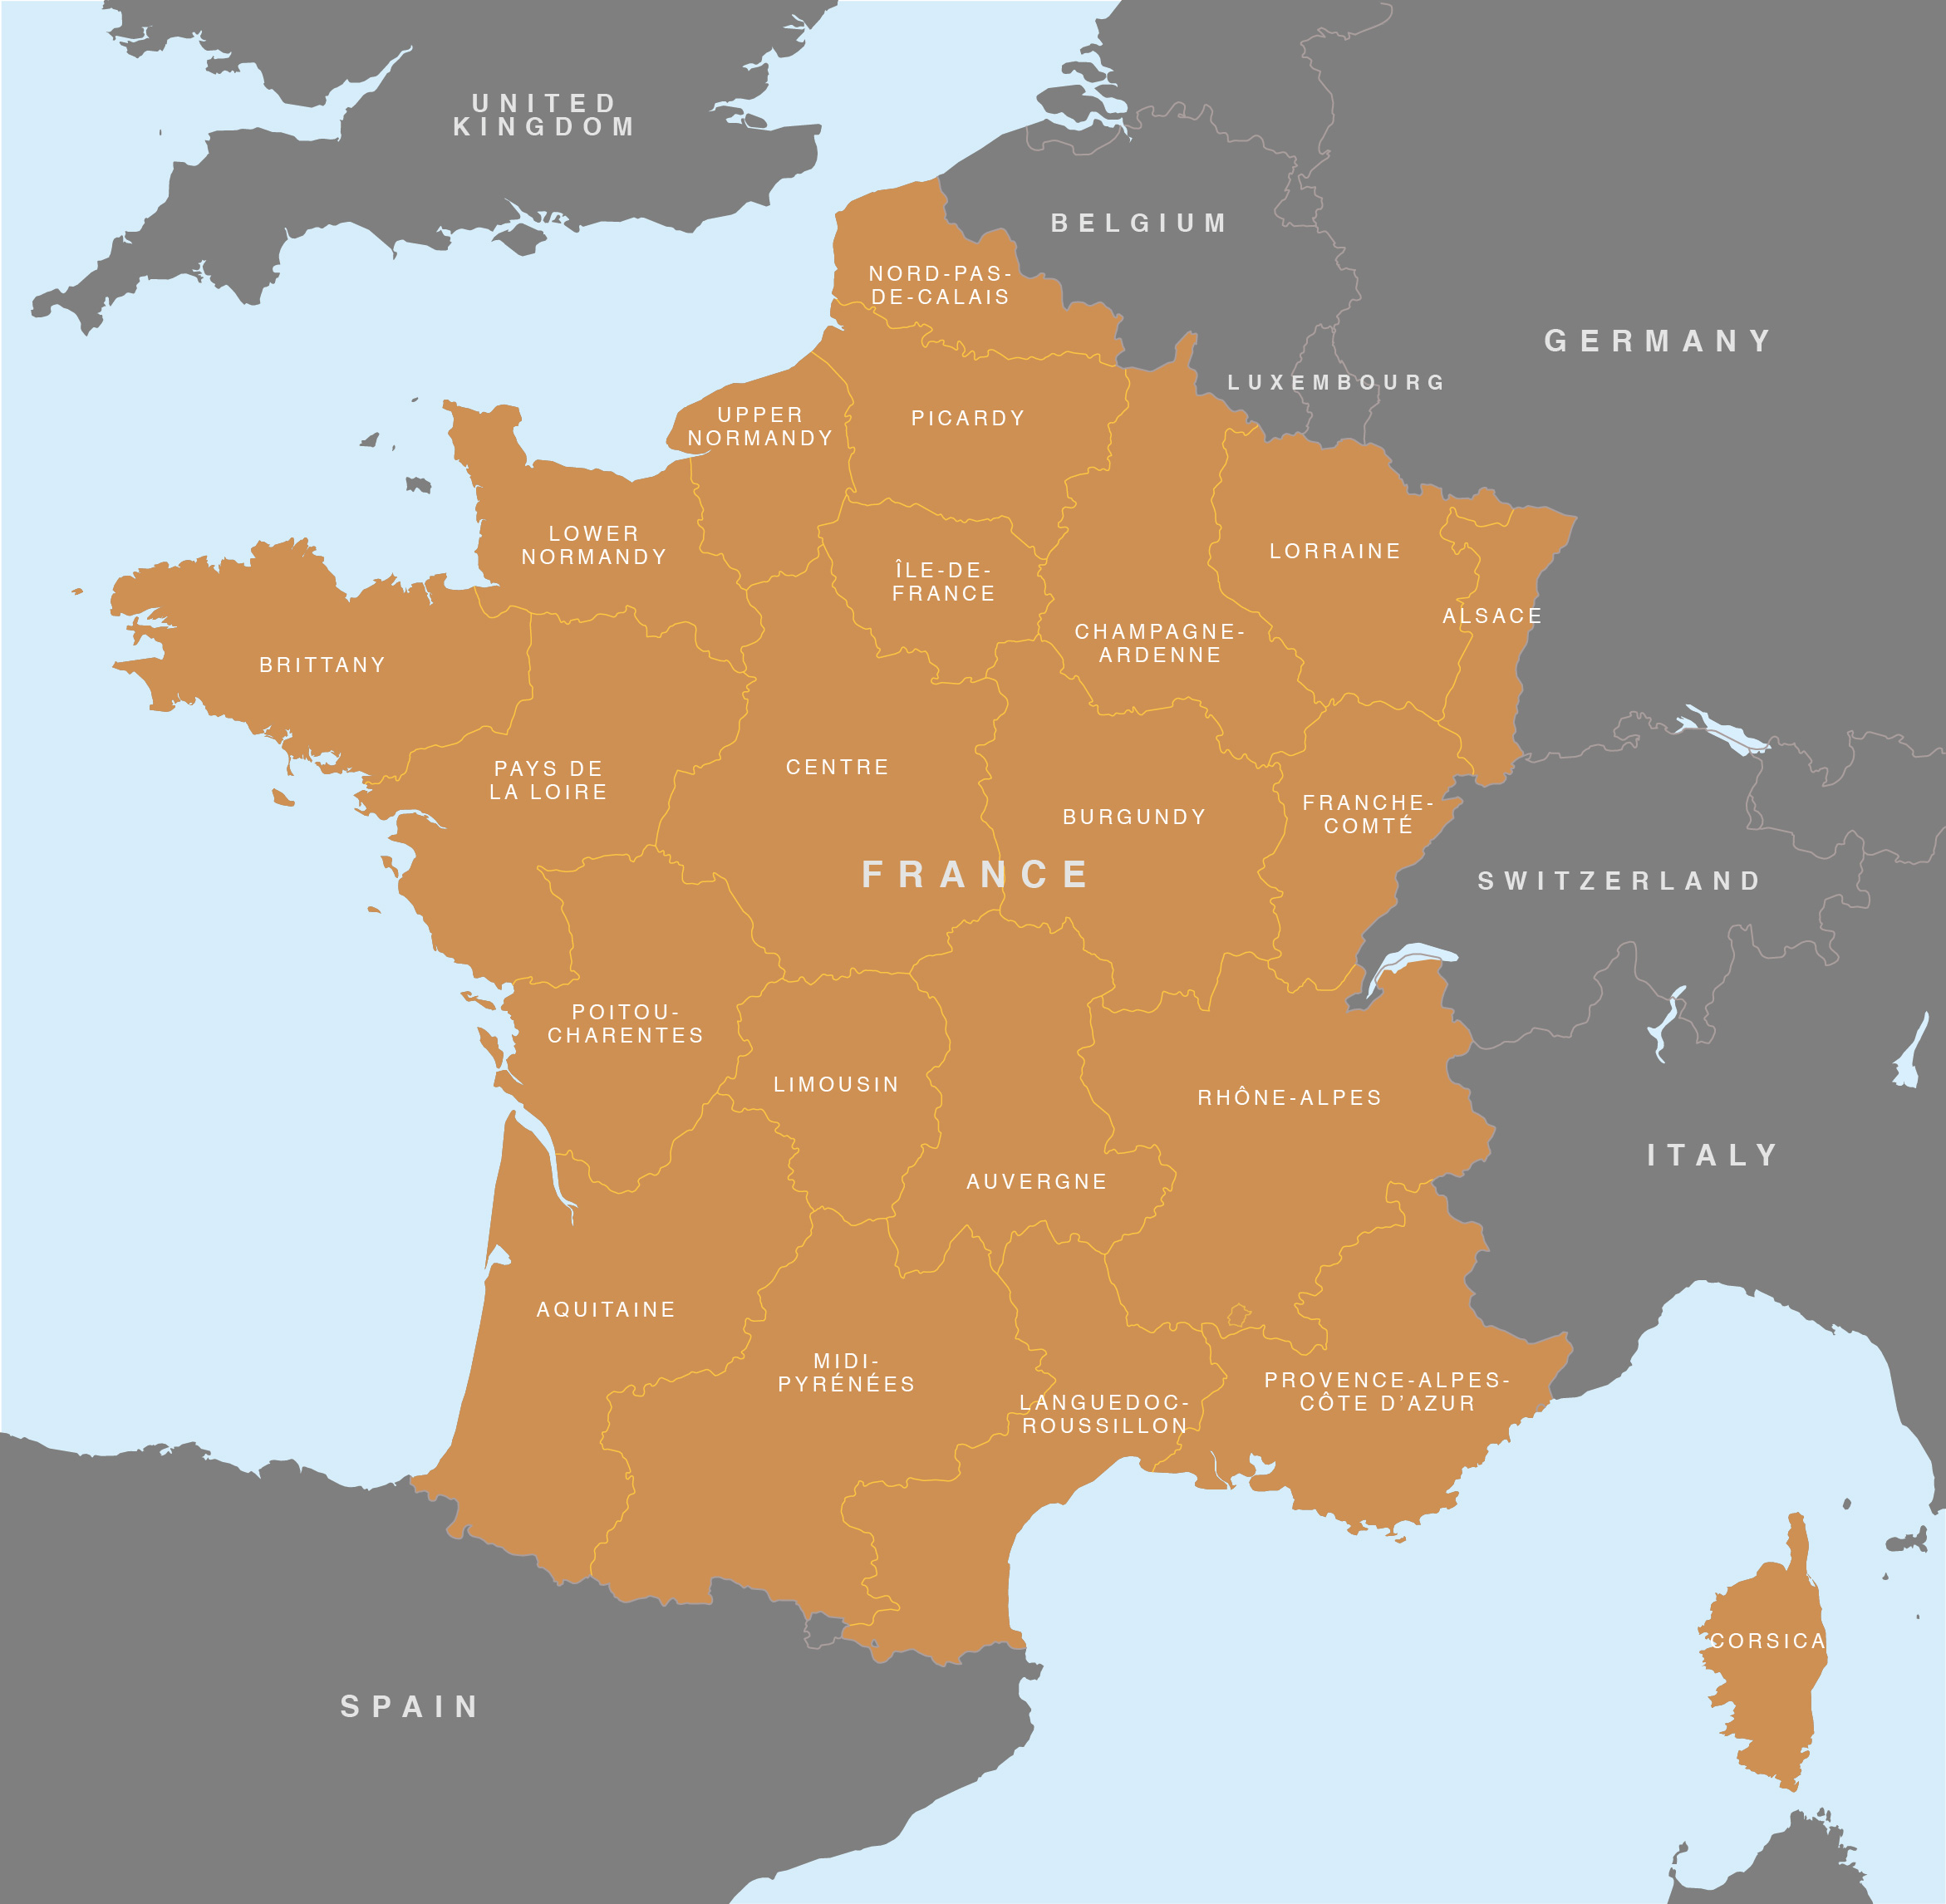 UNITED
KINGDOM
BELGIUM
NORD-PAS-
DE-CALAIS
GERMANY
LUXEMBOURG
UPPER
NORMANDY
PICARDY
LOWER
NORMANDY
ÎLE-DE-
FRANCE
LORRAINE
ALSACE
CHAMPAGNE-
ARDENNE
BRITTANY
PAYS DE
LA LOIRE
CENTRE
BURGUNDY
FRANCHE-
COMTÉ
FRANCE
SWITZERLAND
POITOU-
CHARENTES
LIMOUSIN
RHÔNE-ALPES
ITALY
AUVERGNE
AQUITAINE
MIDI-
PYRÉNÉES
LANGUEDOC-
ROUSSILLON
PROVENCE-ALPES-
CÔTE D’AZUR
CORSICA
SPAIN